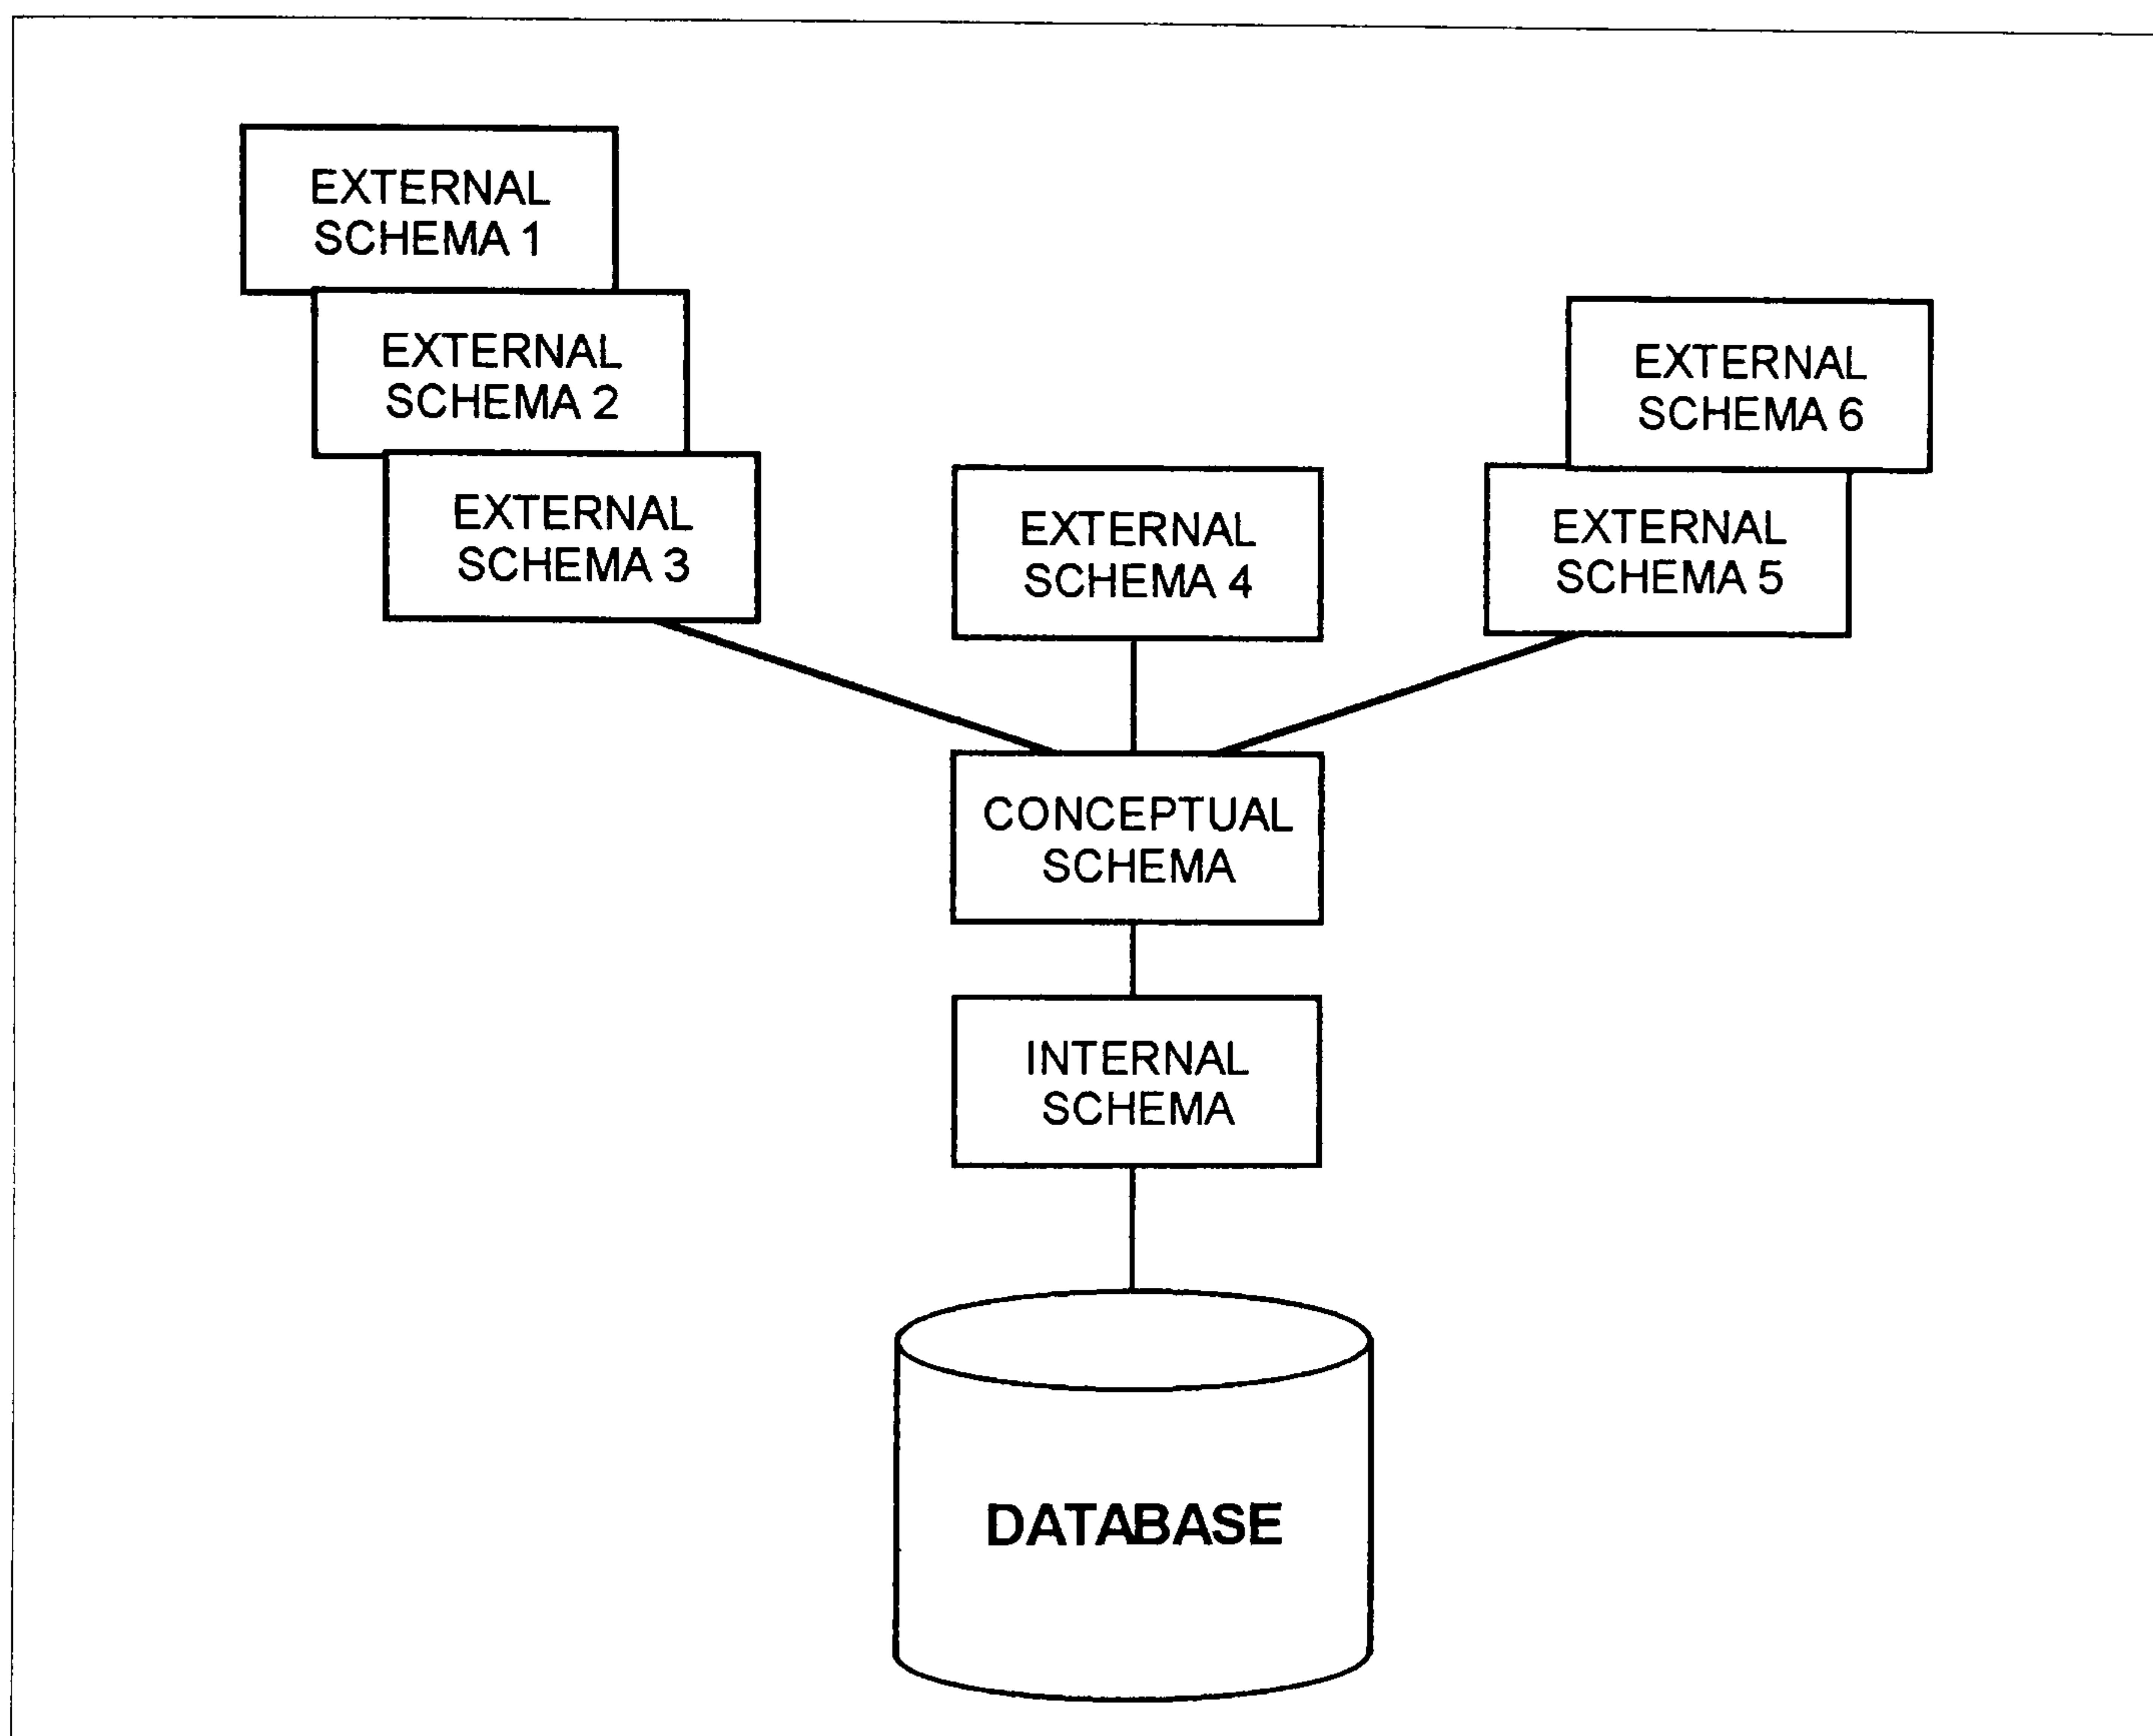 EXTERNAL
SCHEMA 1
EXTERNAL
SCHEMA 2
EXTERNAL
SCHEMA 3
EXTERNAL
SCHEMA 4
EXTERNAL
SCHEMA 6
EXTERNAL
SCHEMA 5
CONCEPTUAL
SCHEMA
INTERNAL
SCHEMA
DATABASE